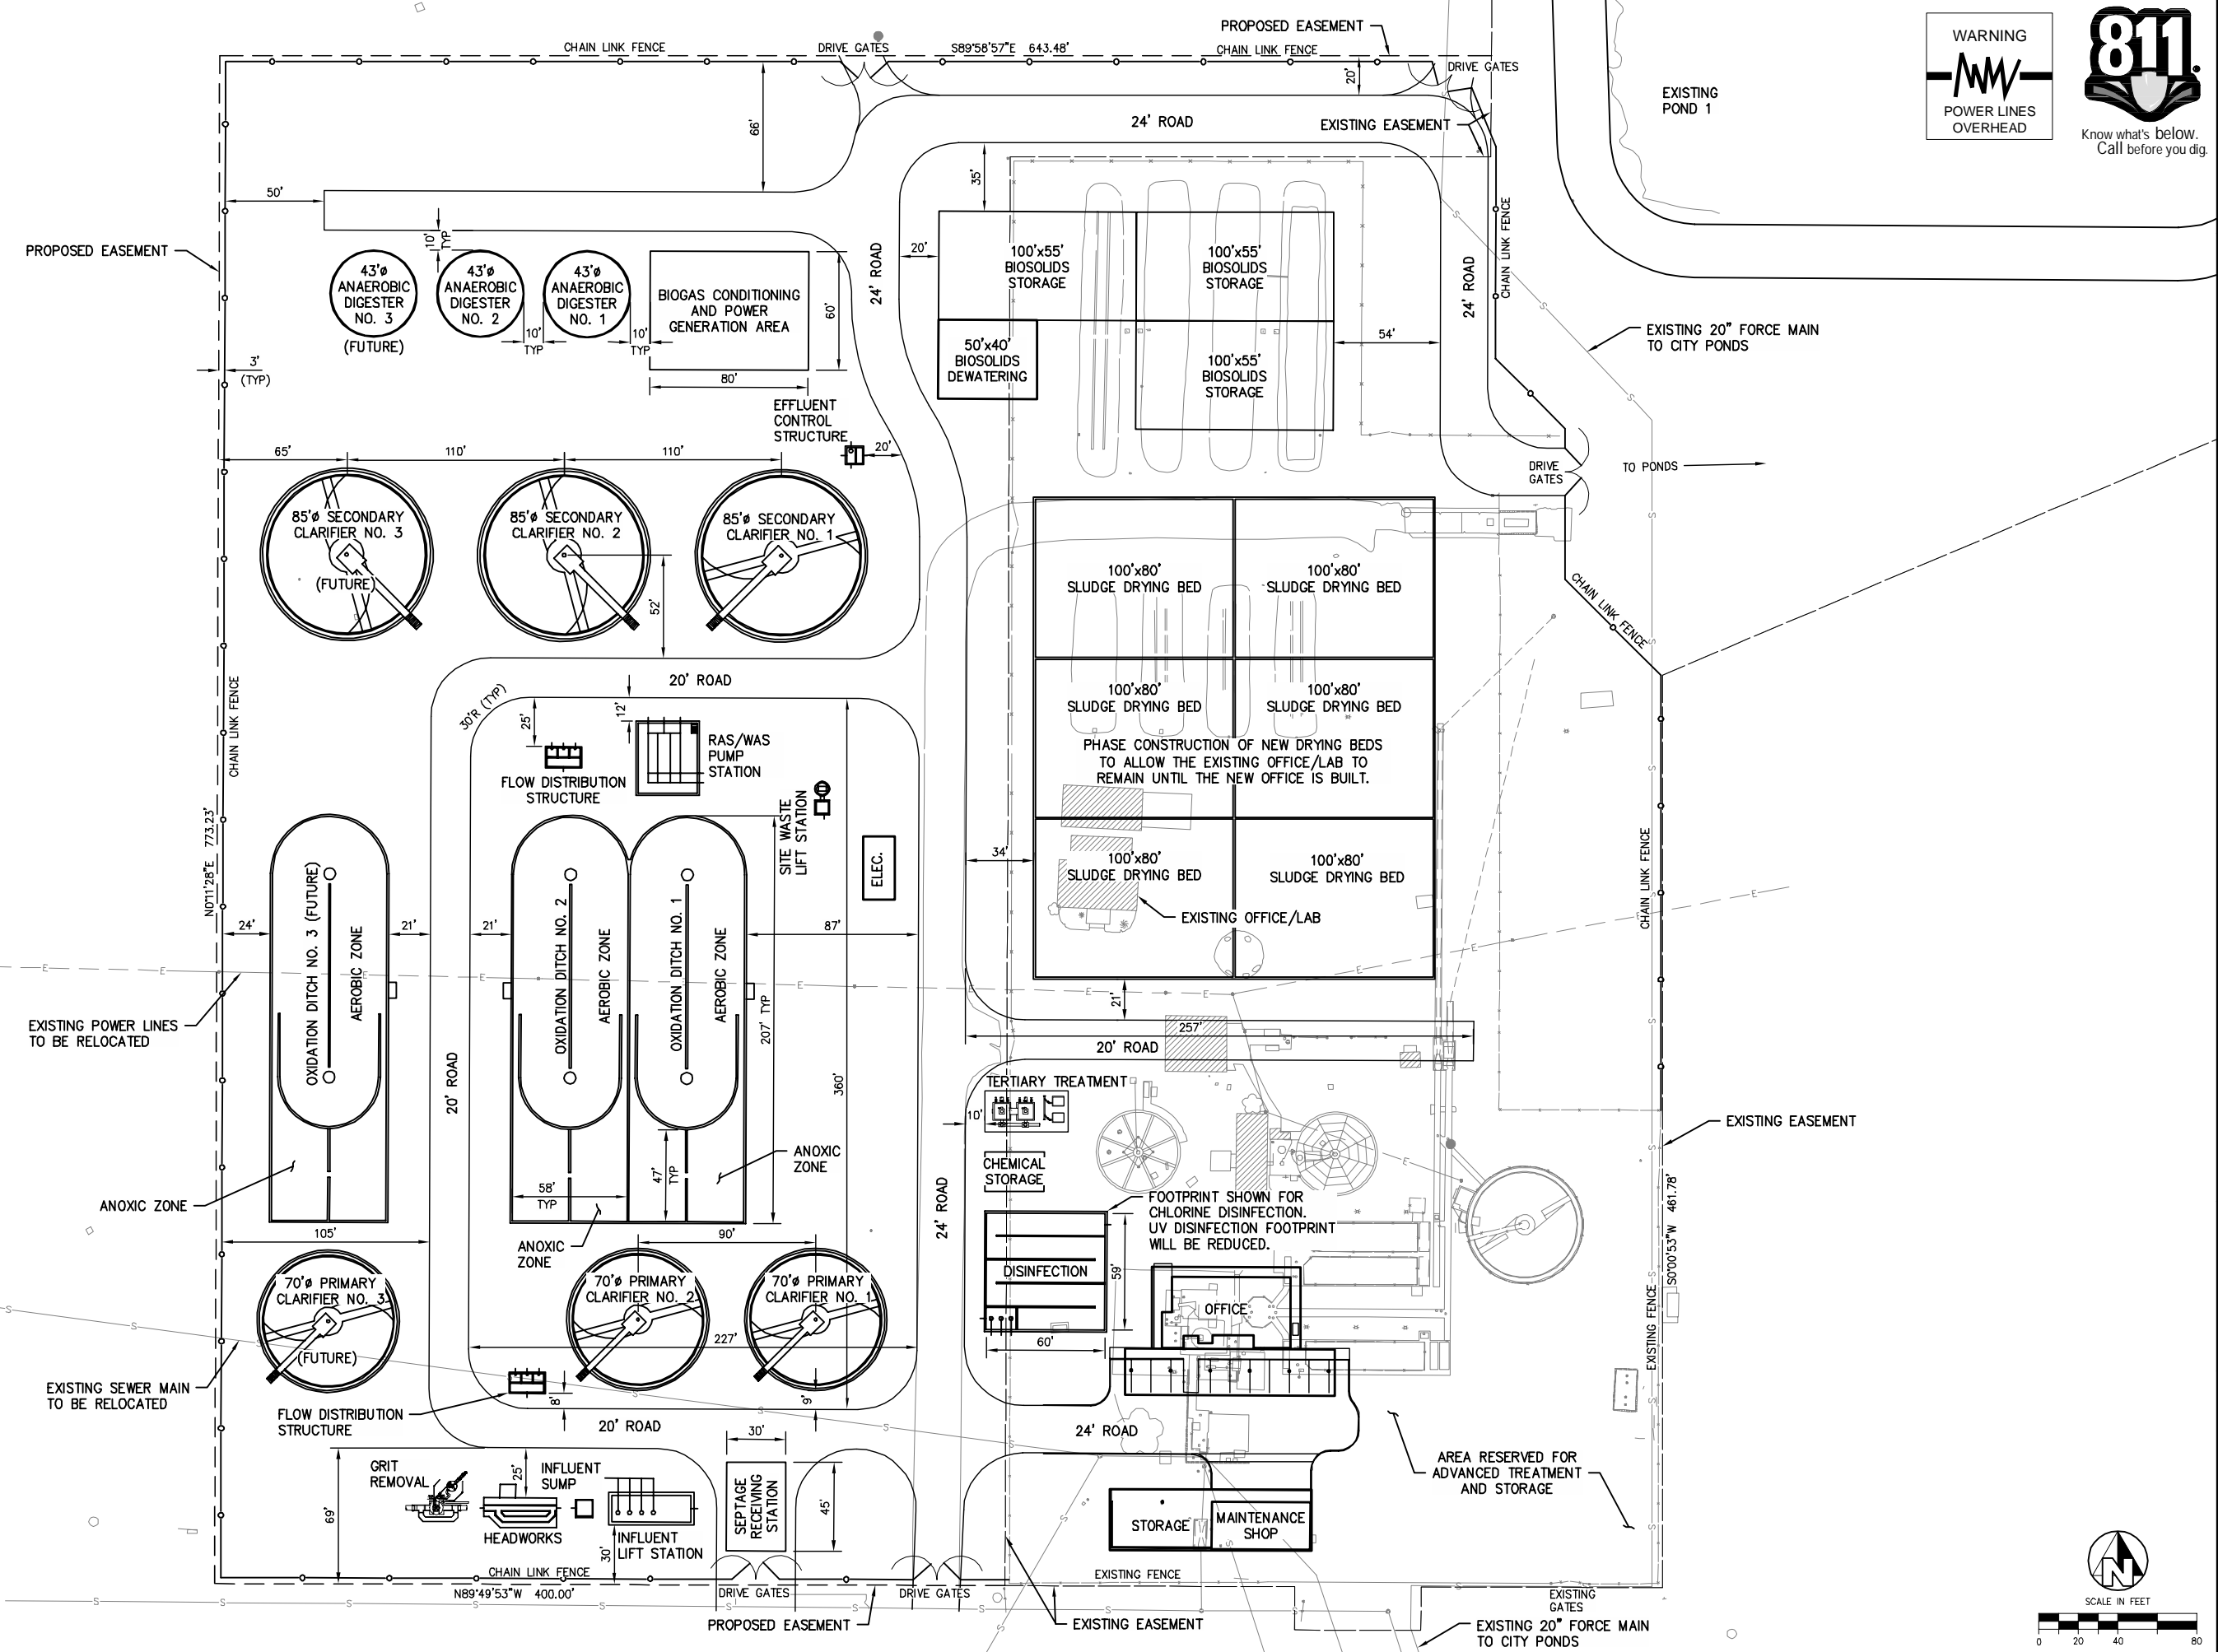 PROPOSED EASEMENT
CHAIN LINK FENCE
DRIVE GATES
S89°58'57"E 643.48'
CHAIN LINK FENCE
DRIVE GATES
20'
WARNING
POWER LINES
OVERHEAD
811
Know what's below.
Call before you dig.
EXISTING
POND 1
66'
24' ROAD
EXISTING EASEMENT
35'
50'
PROPOSED EASEMENT
10'
TYP
43'ø
ANAEROBIC
DIGESTER
NO. 3
(FUTURE)
43'ø
ANAEROBIC
DIGESTER
NO. 2
43'ø
ANAEROBIC
DIGESTER
NO. 1
10'
TYP
10'
TYP
BIOGAS CONDITIONING
AND POWER
GENERATION AREA
60'
80'
24' ROAD
20'
100'x55'
BIOSOLIDS
STORAGE
100'x55'
BIOSOLIDS
STORAGE
100'x55'
BIOSOLIDS
STORAGE
50'x40'
BIOSOLIDS
DEWATERING
54'
24' ROAD
CHAIN LINK FENCE
EXISTING 20" FORCE MAIN
TO CITY PONDS
3'
(TYP)
EFFLUENT
CONTROL
STRUCTURE
20'
65'
110'
110'
DRIVE
GATES
TO PONDS
85'ø SECONDARY
CLARIFIER NO. 3
(FUTURE)
85'ø SECONDARY
CLARIFIER NO. 2
85'ø SECONDARY
CLARIFIER NO. 1
52'
100'x80'
SLUDGE DRYING BED
100'x80'
SLUDGE DRYING BED
CHAIN LINK FENCE
CHAIN LINK FENCE
20' ROAD
30'R (TYP)
25'
12'
100'x80'
SLUDGE DRYING BED
100'x80'
SLUDGE DRYING BED
RAS/WAS
PUMP
STATION
FLOW DISTRIBUTION
STRUCTURE
PHASE CONSTRUCTION OF NEW DRYING BEDS
TO ALLOW THE EXISTING OFFICE/LAB TO
REMAIN UNTIL THE NEW OFFICE IS BUILT.
SITE WASTE
LIFT STATION
ELEC.
N0°11'28"E 773.23'
34'
100'x80'
SLUDGE DRYING BED
100'x80'
SLUDGE DRYING BED
EXISTING OFFICE/LAB
CHAIN LINK FENCE
24'
21'
21'
87'
OXIDATION DITCH NO. 3 (FUTURE)
AEROBIC ZONE
OXIDATION DITCH NO. 2
AEROBIC ZONE
OXIDATION DITCH NO. 1
AEROBIC ZONE
207' TYP
360'
EXISTING POWER LINES
TO BE RELOCATED
21'
257'
20' ROAD
20' ROAD
TERTIARY TREATMENT
10'
EXISTING EASEMENT
ANOXIC
ZONE
47'
TYP
58'
TYP
CHEMICAL
STORAGE
ANOXIC ZONE
ANOXIC
ZONE
24' ROAD
FOOTPRINT SHOWN FOR
CHLORINE DISINFECTION.
UV DISINFECTION FOOTPRINT
WILL BE REDUCED.
S0°00'53"W 461.78'
105'
90'
DISINFECTION
59'
60'
70'ø PRIMARY
CLARIFIER NO. 3
(FUTURE)
70'ø PRIMARY
CLARIFIER NO. 2
70'ø PRIMARY
CLARIFIER NO. 1
227'
OFFICE
EXISTING FENCE
EXISTING SEWER MAIN
TO BE RELOCATED
FLOW DISTRIBUTION
STRUCTURE
8'
9'
20' ROAD
24' ROAD
30'
AREA RESERVED FOR
ADVANCED TREATMENT
AND STORAGE
69'
GRIT
REMOVAL
25'
INFLUENT
SUMP
HEADWORKS
30'
INFLUENT
LIFT STATION
SEPTAGE
RECEIVING
STATION
45'
STORAGE
MAINTENANCE
SHOP
CHAIN LINK FENCE
N89°49'53"W 400.00'
DRIVE GATES
DRIVE GATES
EXISTING FENCE
EXISTING
GATES
PROPOSED EASEMENT
EXISTING EASEMENT
EXISTING 20" FORCE MAIN
TO CITY PONDS
N
SCALE IN FEET
0 20 40 80